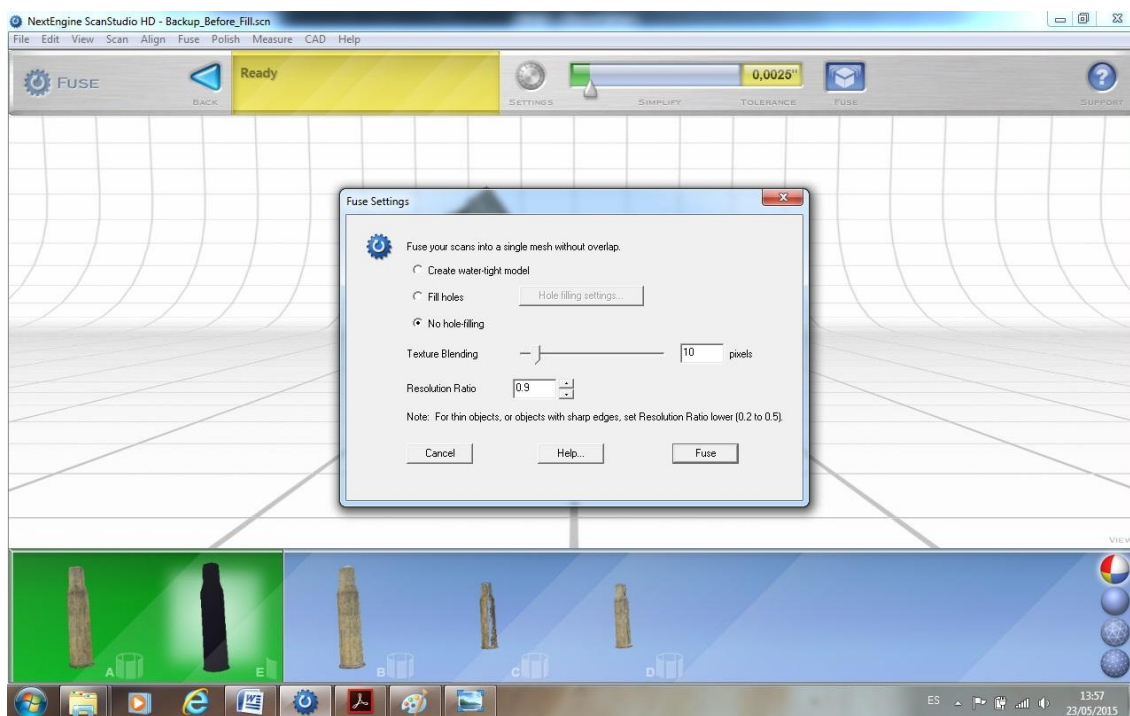 NextEngine ScanStudio HD - Backup_Before_Fill.scn
File Edit View Scan Align Fuse Polish Measure CAD Help
FUSE
BACK
Ready
SETTINGS
SIMPLIFY
0,0025"
TOLERANCE
FUSE
SUPPORT
Fuse Settings
Fuse your scans into a single mesh without overlap.
Create water-tight model
Fill holes
Hole filling settings...
No hole-filling
Texture Blending
10
pixels
Resolution Ratio
0.9
Note: For thin objects, or objects with sharp edges, set Resolution Ratio lower (0.2 to 0.5).
Cancel
Help...
Fuse
VIEW
A
E
B
C
D
ES
13:57
23/05/2015